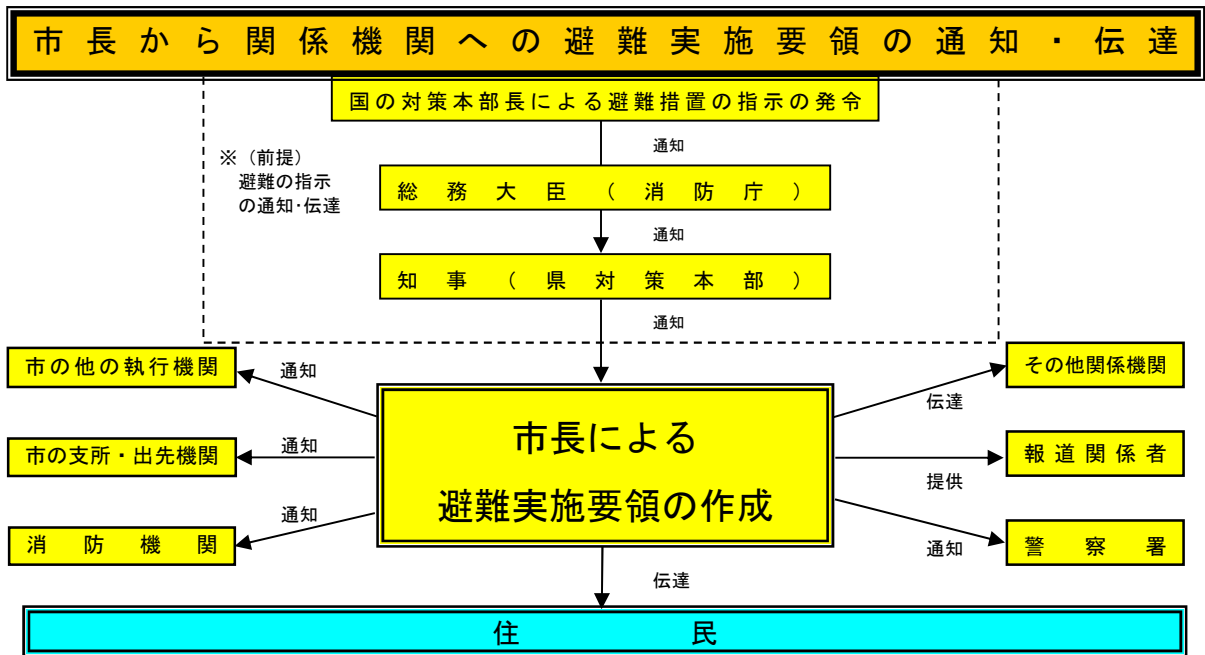 市長から関係機関への避難実施要領の通知・伝達
国の対策本部長による避難措置の指示の発令
通知
※（前提）
避難の指示
の通知･伝達
総務大臣（消防庁）
通知
知事（県対策本部）
通知
市の他の執行機関
通知
その他関係機関
伝達
市長による
避難実施要領の作成
市の支所・出先機関
通知
報道関係者
提供
消防機関
通知
警察署
通知
伝達
住民